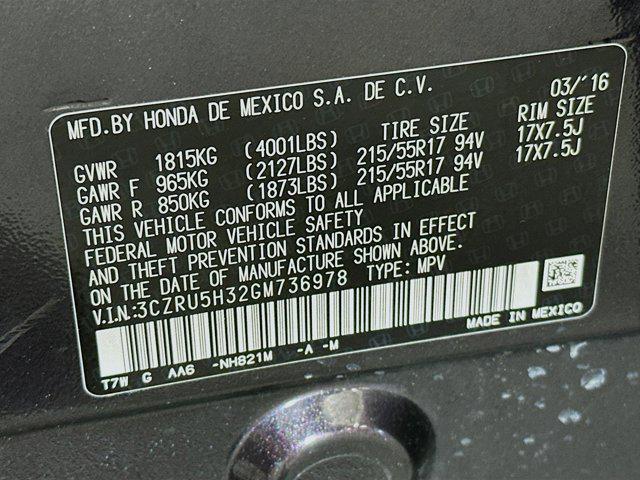 MFD.BY HONDA DE MEXICO S.A. DE C.V. 03/´16
GVWR 1815KG (4001LBS) TIRE SIZE RIM SIZE
GAWR F 965KG (2127LBS) 215/55R17 94V 17X7.5J
GAWR R 850KG (1873LBS) 215/55R17 94V 17X7.5J
THIS VEHICLE CONFORMS TO ALL APPLICABLE
FEDERAL MOTOR VEHICLE SAFETY
AND THEFT PREVENTION STANDARDS IN EFFECT
ON THE DATE OF MANUFACTURE SHOWN ABOVE.
V.I.N.:3CZRU5H32GM736978 TYPE: MPV
T7W G AA6 -NH821M -A -M MADE IN MEXICO